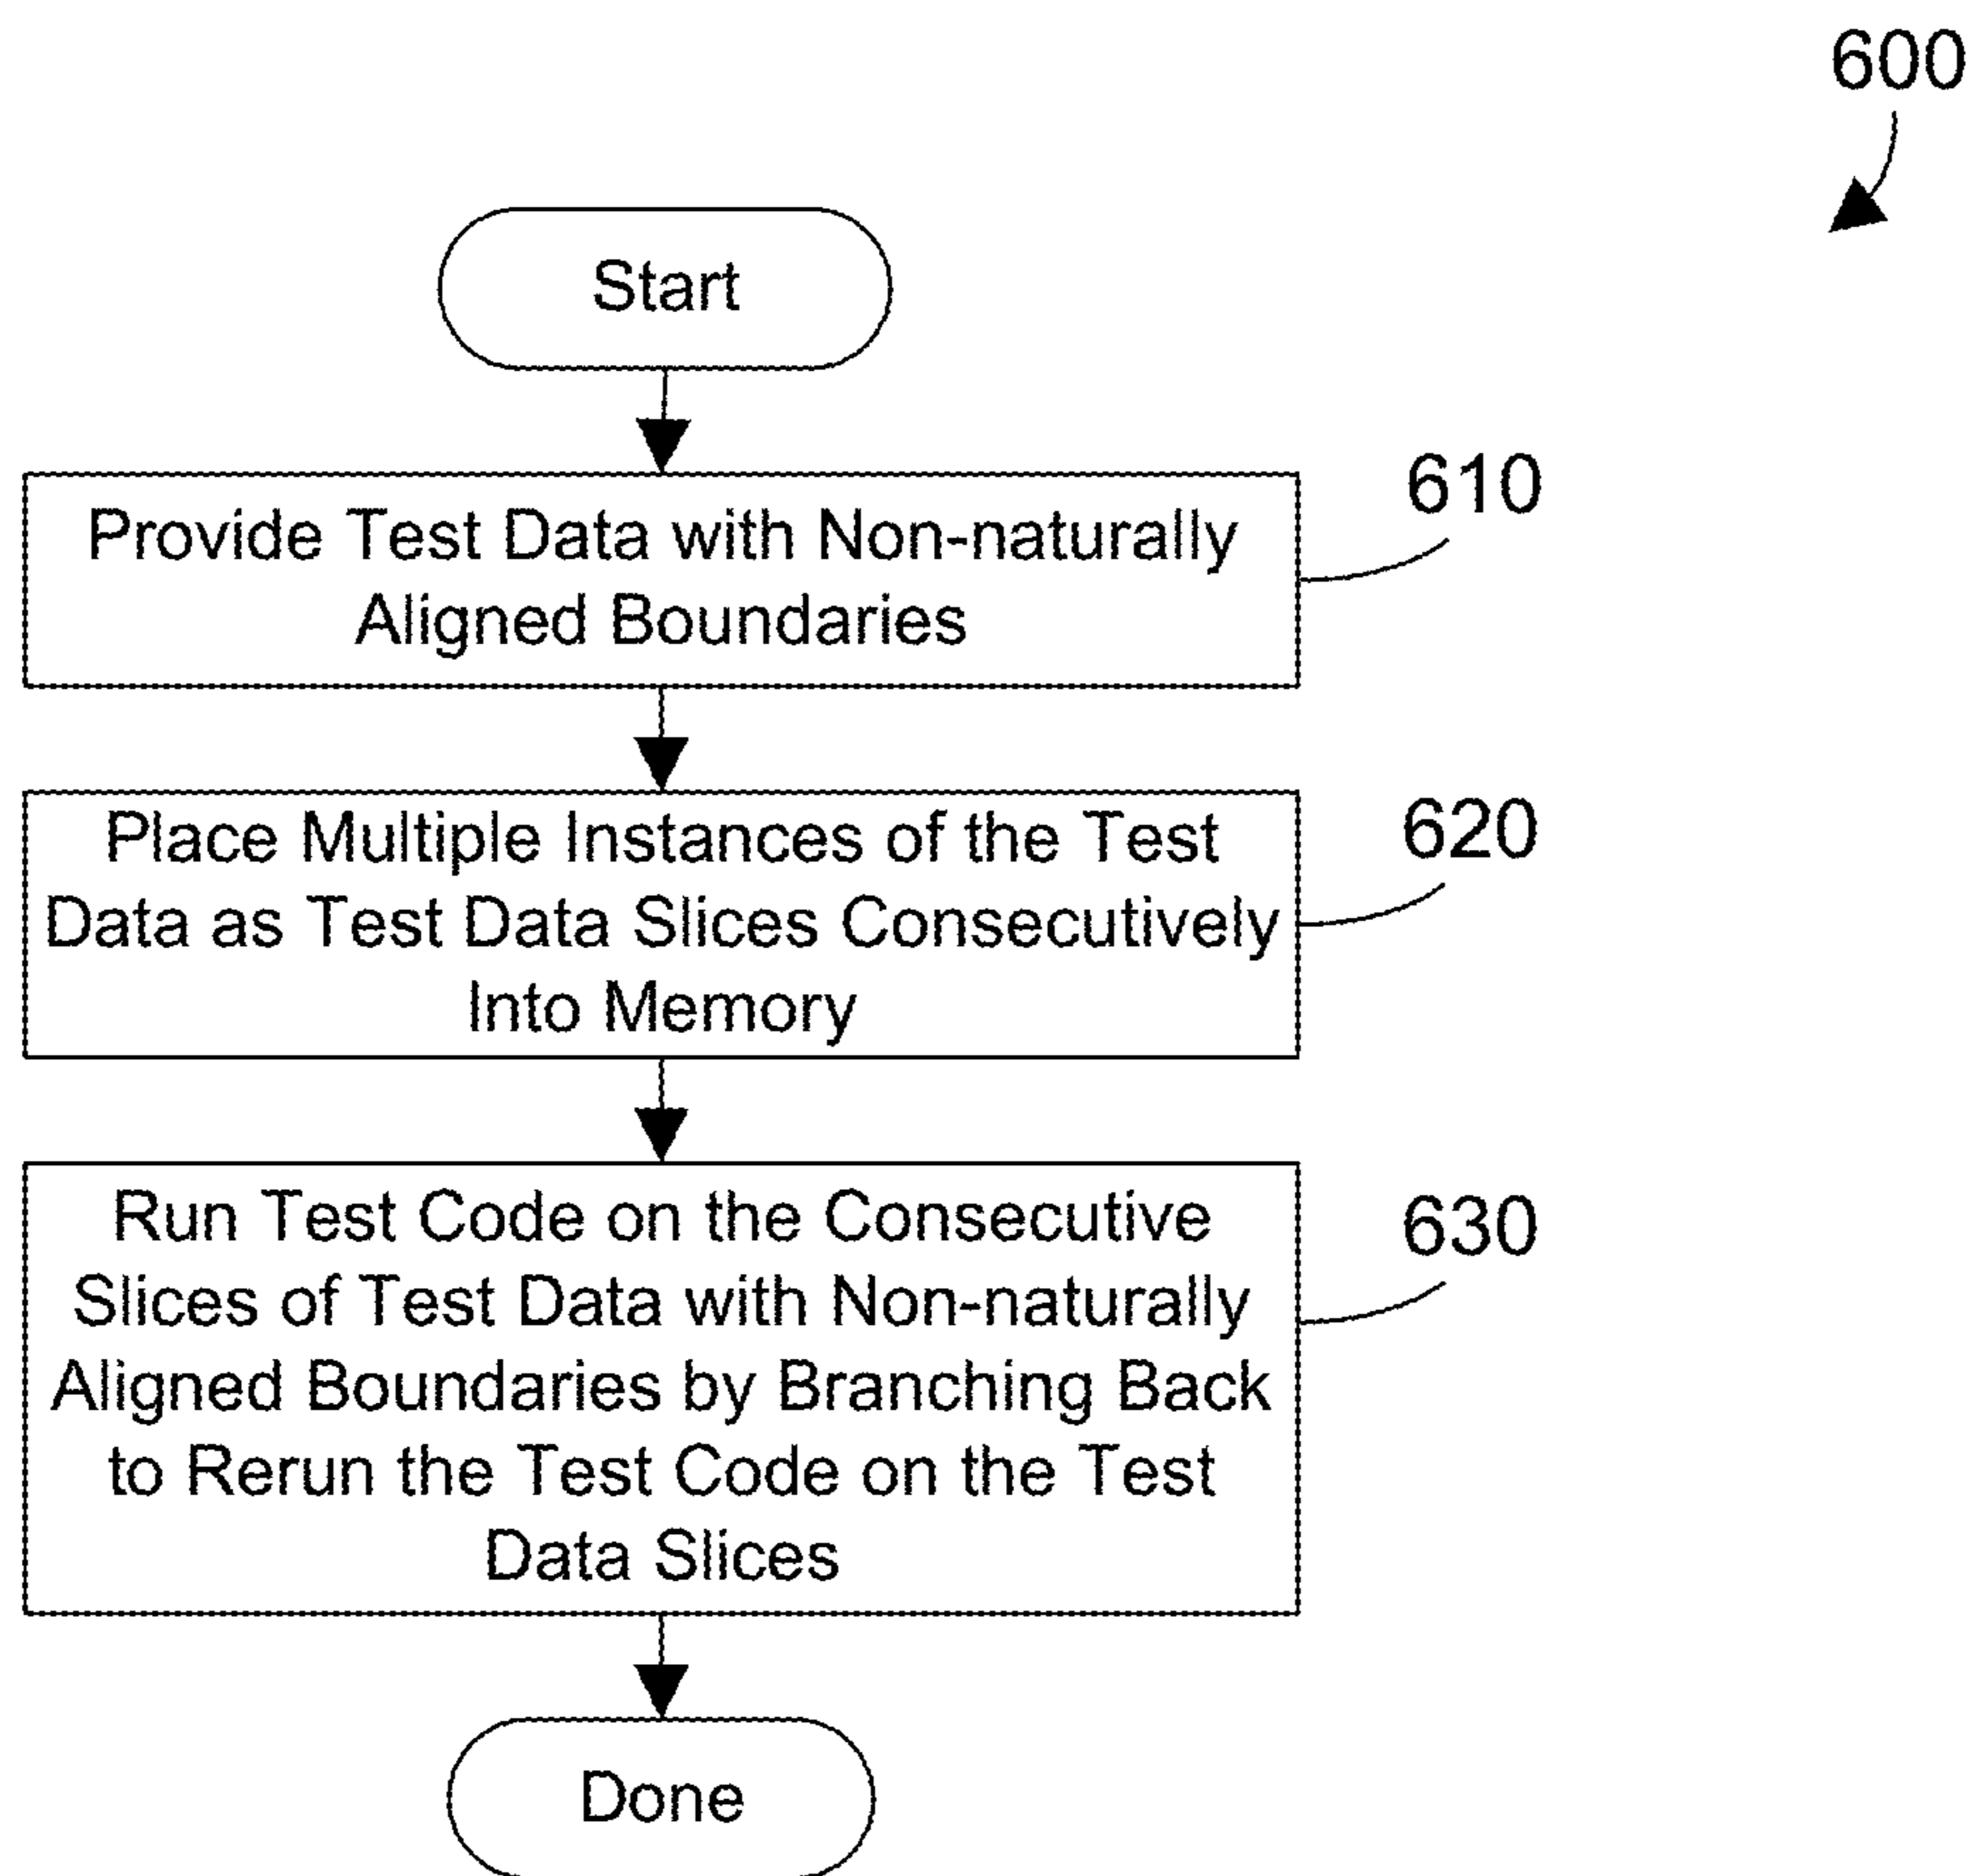 600
Start
Provide Test Data with Non-naturally
Aligned Boundaries
610
Place Multiple Instances of the Test
Data as Test Data Slices Consecutively
Into Memory
620
Run Test Code on the Consecutive
Slices of Test Data with Non-naturally
Aligned Boundaries by Branching Back
to Rerun the Test Code on the Test
Data Slices
630
Done